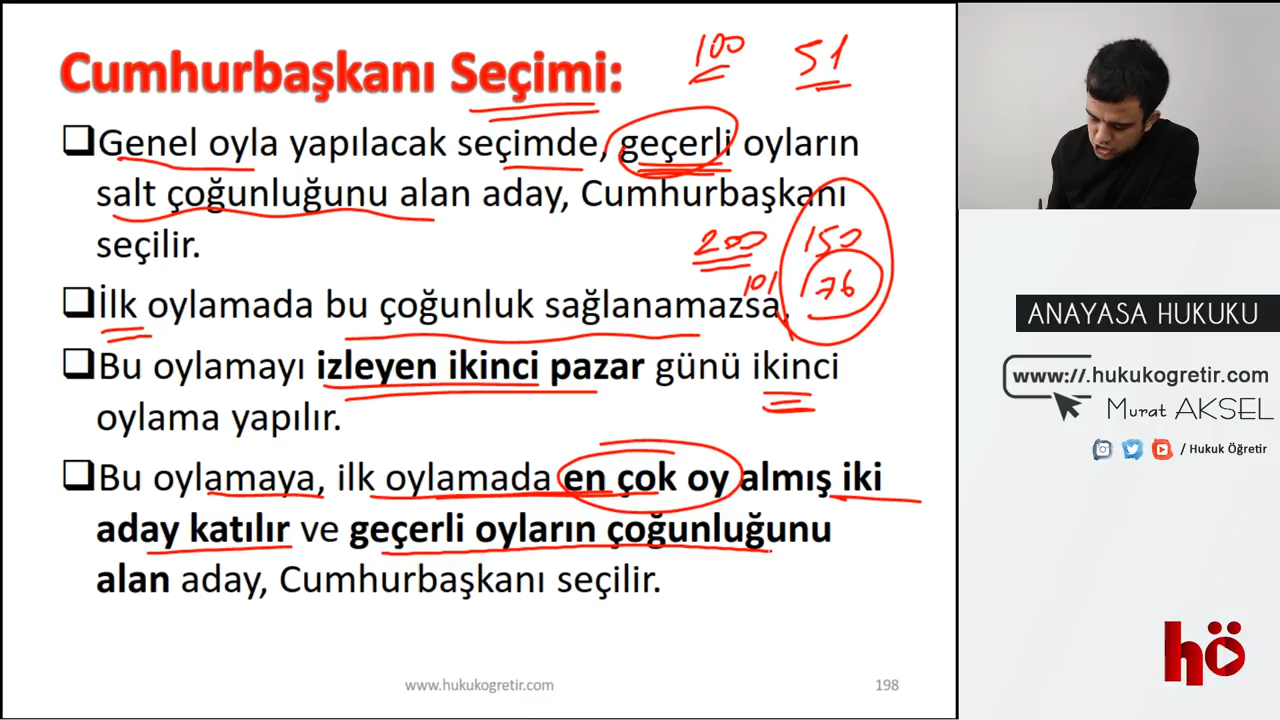 Cumhurbaşkanı Seçimi:
100
51
Genel oyla yapılacak seçimde, geçerli oyların
salt çoğunluğunu alan aday, Cumhurbaşkanı
seçilir.
200
150
101
76
İlk oylamada bu çoğunluk sağlanamazsa,
Bu oylamayı izleyen ikinci pazar günü ikinci
oylama yapılır.
Bu oylamaya, ilk oylamada en çok oy almış iki
aday katılır ve geçerli oyların çoğunluğunu
alan aday, Cumhurbaşkanı seçilir.
www.hukukogretir.com
198
ANAYASA HUKUKU
www://.hukukogretir.com
Murat AKSEL
/ Hukuk Öğretir
hö